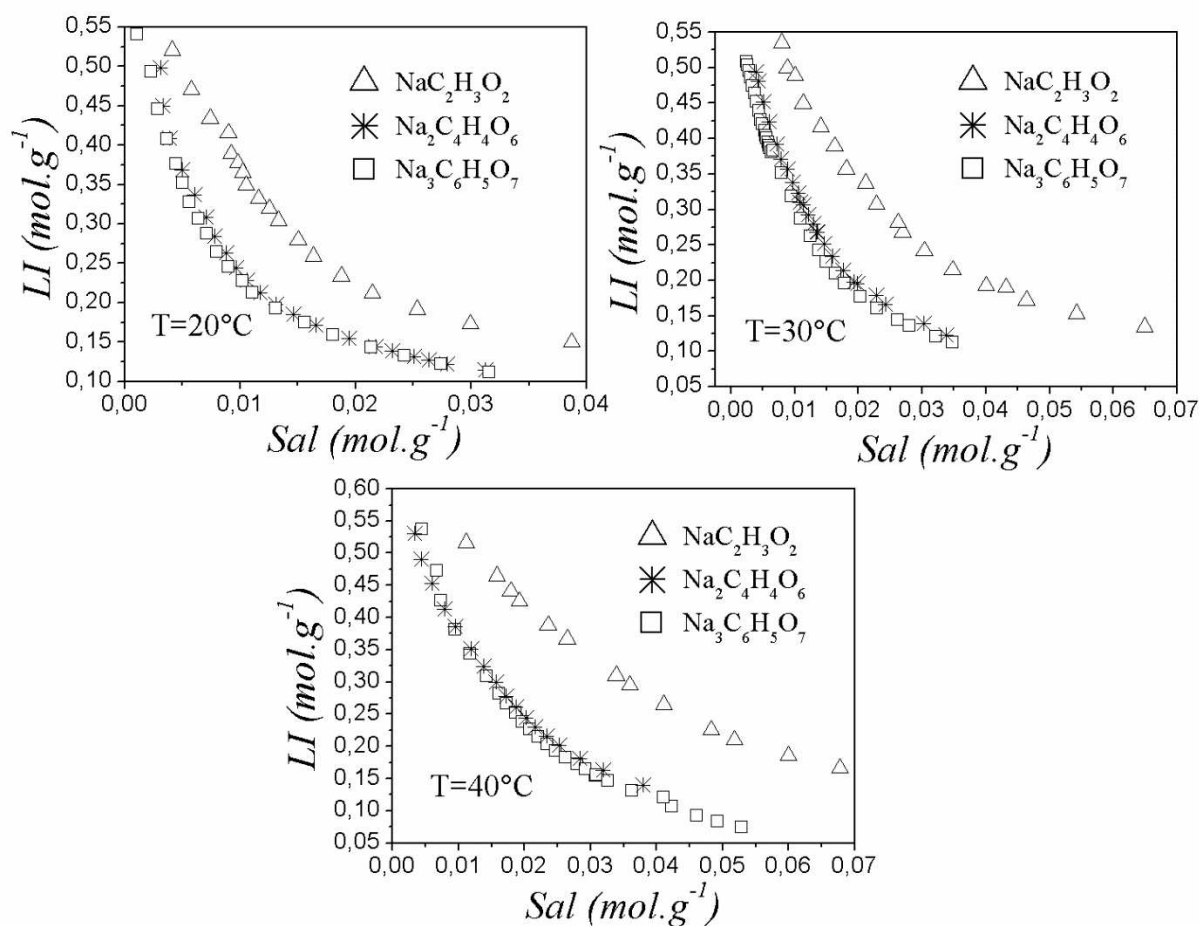 LI (mol.g⁻¹)
0,55
0,50
0,45
0,40
0,35
0,30
0,25
0,20
0,15
0,10
NaC₂H₃O₂
Na₂C₄H₄O₆
Na₃C₆H₅O₇
T=20°C
0,00 0,01 0,02 0,03 0,04
Sal (mol.g⁻¹)
LI (mol.g⁻¹)
0,55
0,50
0,45
0,40
0,35
0,30
0,25
0,20
0,15
0,10
0,05
NaC₂H₃O₂
Na₂C₄H₄O₆
Na₃C₆H₅O₇
T=30°C
0,00 0,01 0,02 0,03 0,04 0,05 0,06 0,07
Sal (mol.g⁻¹)
LI (mol.g⁻¹)
0,60
0,55
0,50
0,45
0,40
0,35
0,30
0,25
0,20
0,15
0,10
0,05
NaC₂H₃O₂
Na₂C₄H₄O₆
Na₃C₆H₅O₇
T=40°C
0,00 0,01 0,02 0,03 0,04 0,05 0,06 0,07
Sal (mol.g⁻¹)